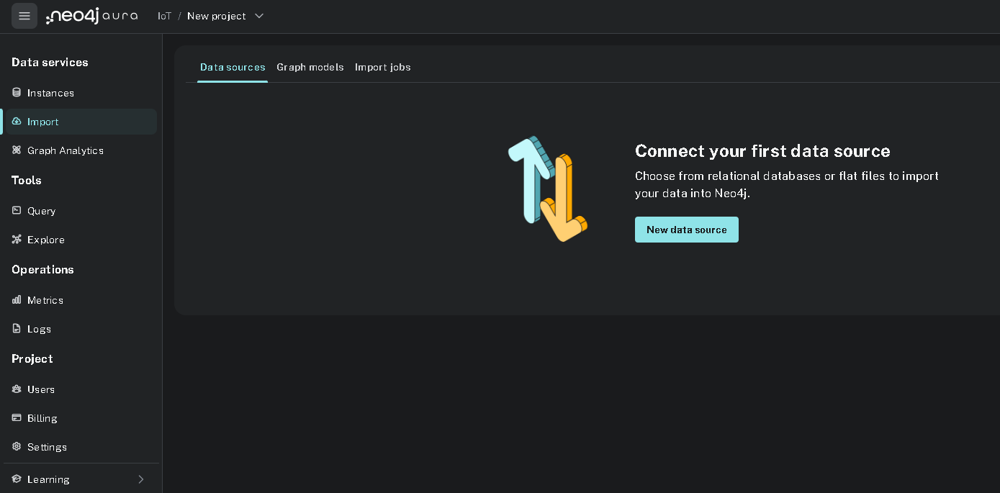 neo4j aura IoT / New project
Data services
Instances
Import
Graph Analytics
Tools
Query
Explore
Operations
Metrics
Logs
Project
Users
Billing
Settings
Learning
Data sources Graph models Import jobs
Connect your first data source
Choose from relational databases or flat files to import
your data into Neo4j.
New data source